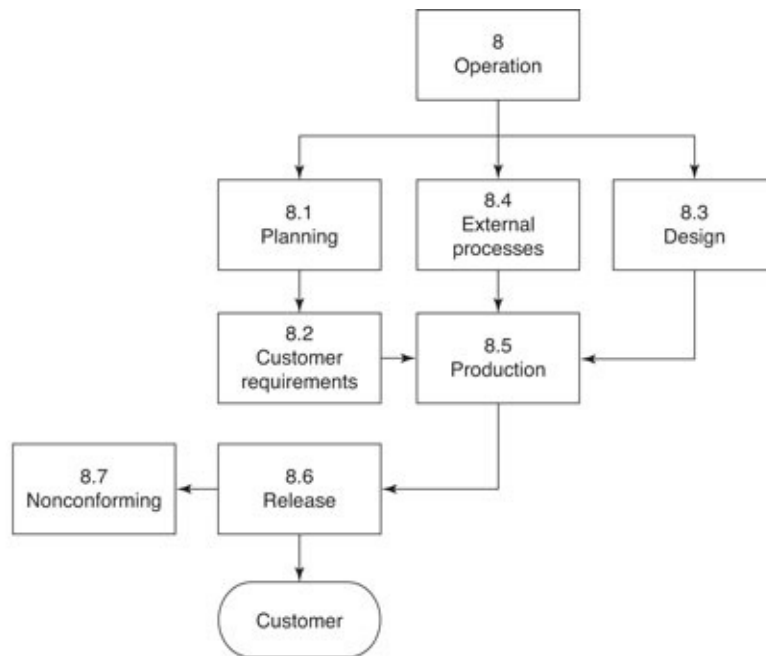 8
Operation
8.1
Planning
8.4
External
processes
8.3
Design
8.2
Customer
requirements
8.5
Production
8.7
Nonconforming
8.6
Release
Customer